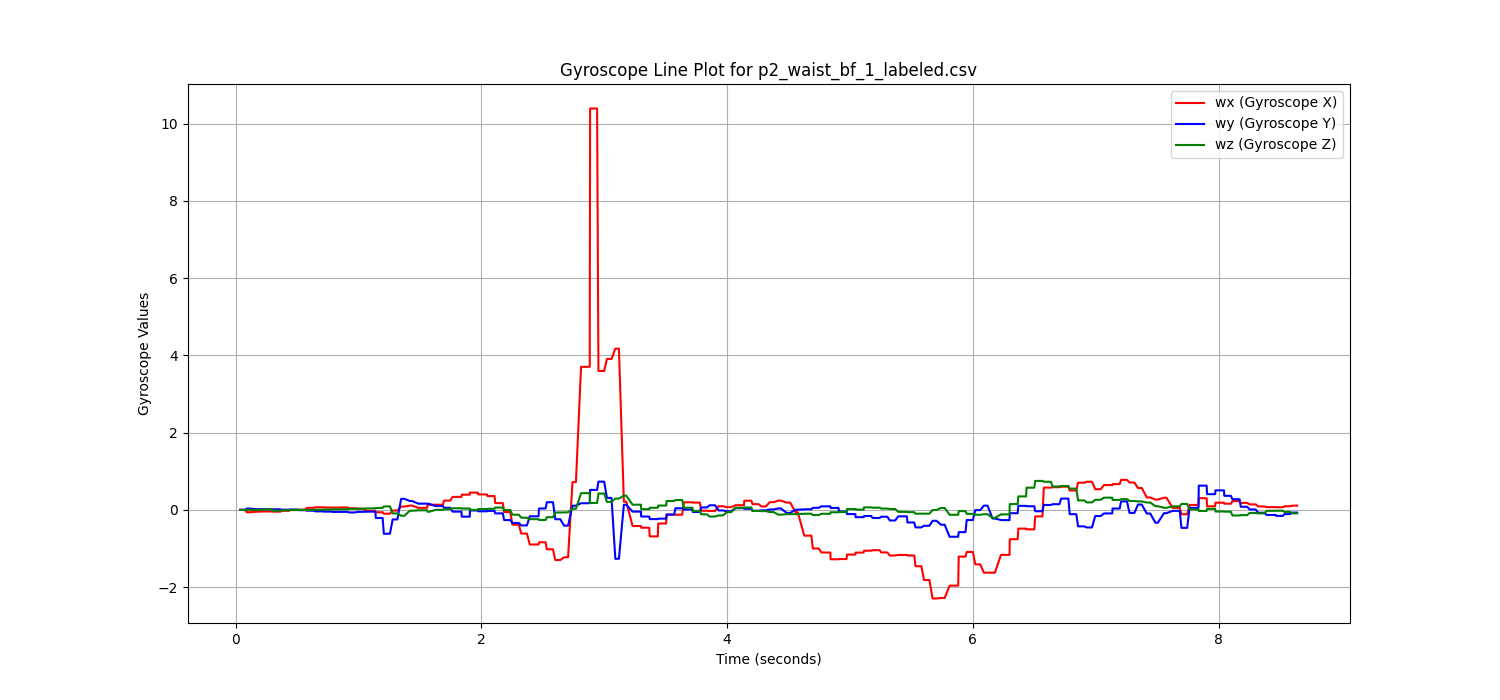 Gyroscope Line Plot for p2_waist_bf_1_labeled.csv
wx (Gyroscope X)
wy (Gyroscope Y)
wz (Gyroscope Z)
Gyroscope Values
10
8
6
4
2
0
−2
0 2 4 6 8
Time (seconds)